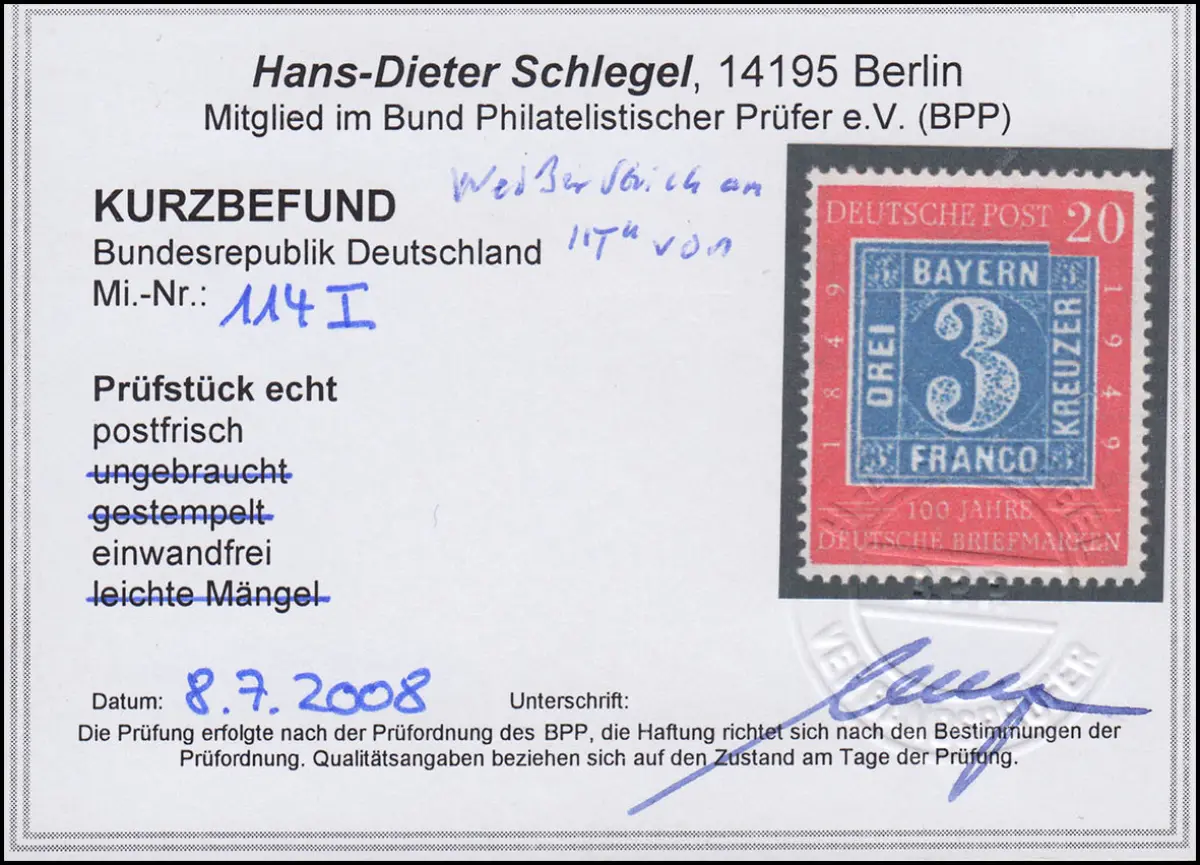 Hans-Dieter Schlegel, 14195 Berlin
Mitglied im Bund Philatelistischer Prüfer e.V. (BPP)
Weißer Strich am
"T" von
KURZBEFUND
Bundesrepublik Deutschland
Mi.-Nr.: 114 I
Prüfstück echt
postfrisch
ungebraucht
gestempelt
einwandfrei
leichte Mängel
DEUTSCHE POST 20
BAYERN
1849
DREI
3
KREUZER
1949
FRANCO
100 JAHRE
DEUTSCHE BRIEFMARKEN
BPP
Datum: 8.7.2008 Unterschrift:
Die Prüfung erfolgte nach der Prüfordnung des BPP, die Haftung richtet sich nach den Bestimmungen der
Prüfordnung. Qualitätsangaben beziehen sich auf den Zustand am Tage der Prüfung.